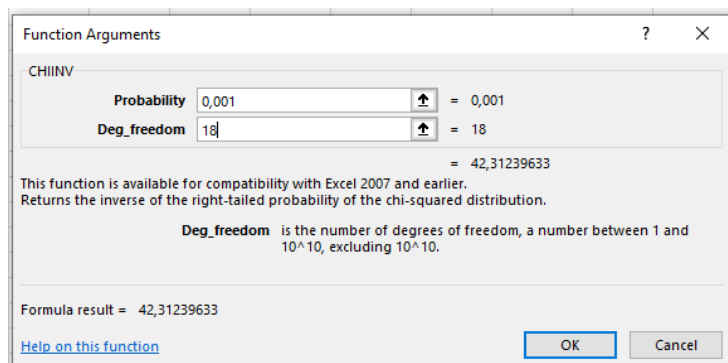 Function Arguments ? ×
CHIINV
Probability 0,001 = 0,001
Deg_freedom 18 = 18
= 42,31239633
This function is available for compatibility with Excel 2007 and earlier.
Returns the inverse of the right-tailed probability of the chi-squared distribution.
Deg_freedom is the number of degrees of freedom, a number between 1 and
10^10, excluding 10^10.
Formula result = 42,31239633
Help on this function OK Cancel